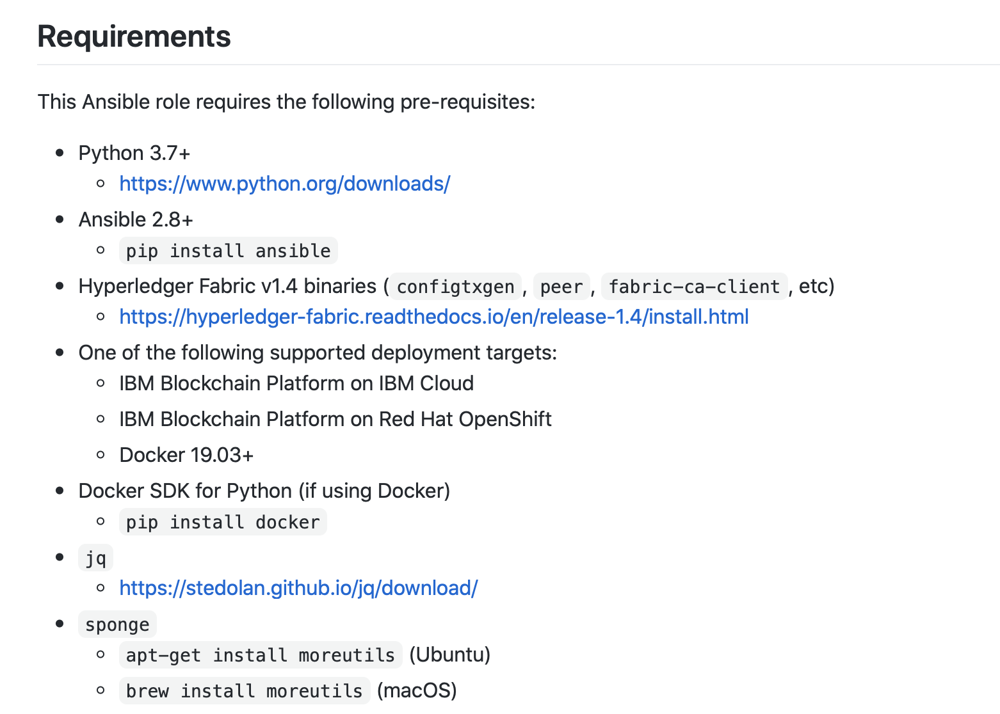 Requirements
This Ansible role requires the following pre-requisites:
Python 3.7+
https://www.python.org/downloads/
Ansible 2.8+
pip install ansible
Hyperledger Fabric v1.4 binaries (configtxgen, peer, fabric-ca-client, etc)
https://hyperledger-fabric.readthedocs.io/en/release-1.4/install.html
One of the following supported deployment targets:
IBM Blockchain Platform on IBM Cloud
IBM Blockchain Platform on Red Hat OpenShift
Docker 19.03+
Docker SDK for Python (if using Docker)
pip install docker
jq
https://stedolan.github.io/jq/download/
sponge
apt-get install moreutils (Ubuntu)
brew install moreutils (macOS)